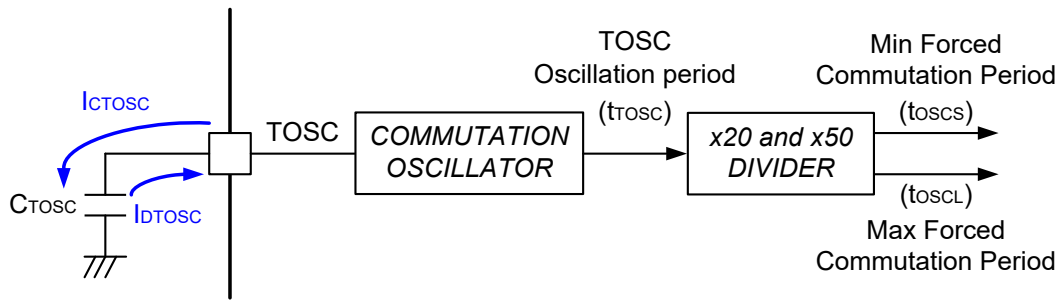 TOSC
Oscillation period
(tTOSC)
Min Forced
Commutation Period
(tOSCS)
ICTOSC
TOSC
COMMUTATION
OSCILLATOR
x20 and x50
DIVIDER
CTOSC
IDTOSC
(tOSCL)
Max Forced
Commutation Period